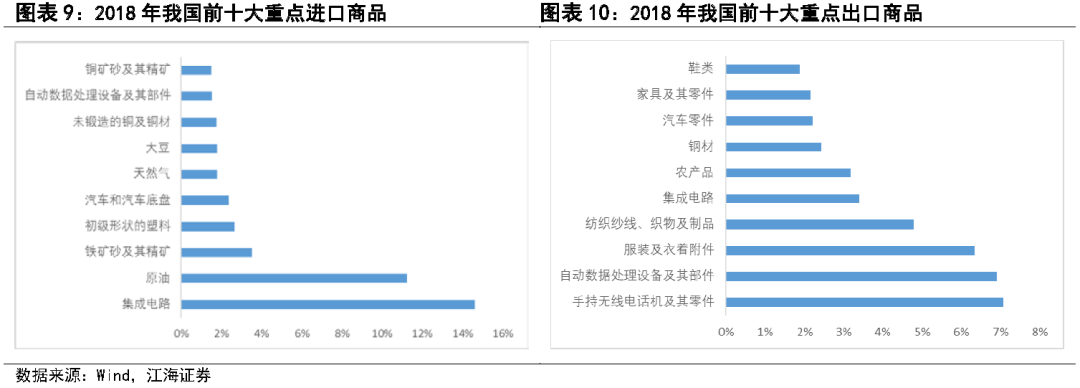 图表 9：2018 年我国前十大重点进口商品
铜矿砂及其精矿
自动数据处理设备及其部件
未锻造的铜及铜材
大豆
天然气
汽车和汽车底盘
初级形状的塑料
铁矿砂及其精矿
原油
集成电路
0% 2% 4% 6% 8% 10% 12% 14% 16%
图表 10：2018 年我国前十大重点出口商品
鞋类
家具及其零件
汽车零件
钢材
农产品
集成电路
纺织纱线、织物及制品
服装及衣着附件
自动数据处理设备及其部件
手持无线电话机及其零件
0% 1% 2% 3% 4% 5% 6% 7% 8%
数据来源：Wind，江海证券